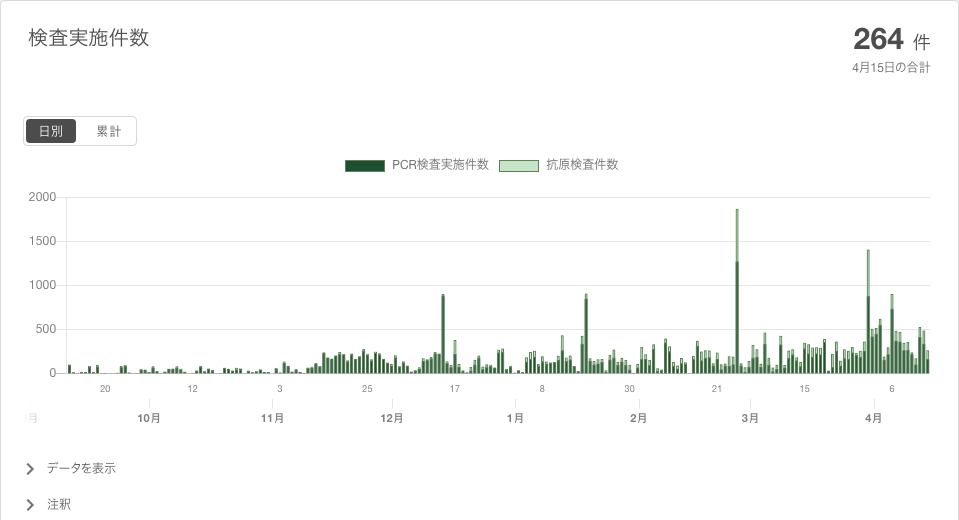 検査実施件数
264 件
4月15日の合計
日別 累計
PCR検査実施件数 抗原検査件数
2000
1500
1000
500
0
20 12 3 25 17 8 30 21 15 6
月 10月 11月 12月 1月 2月 3月 4月
データを表示
注釈